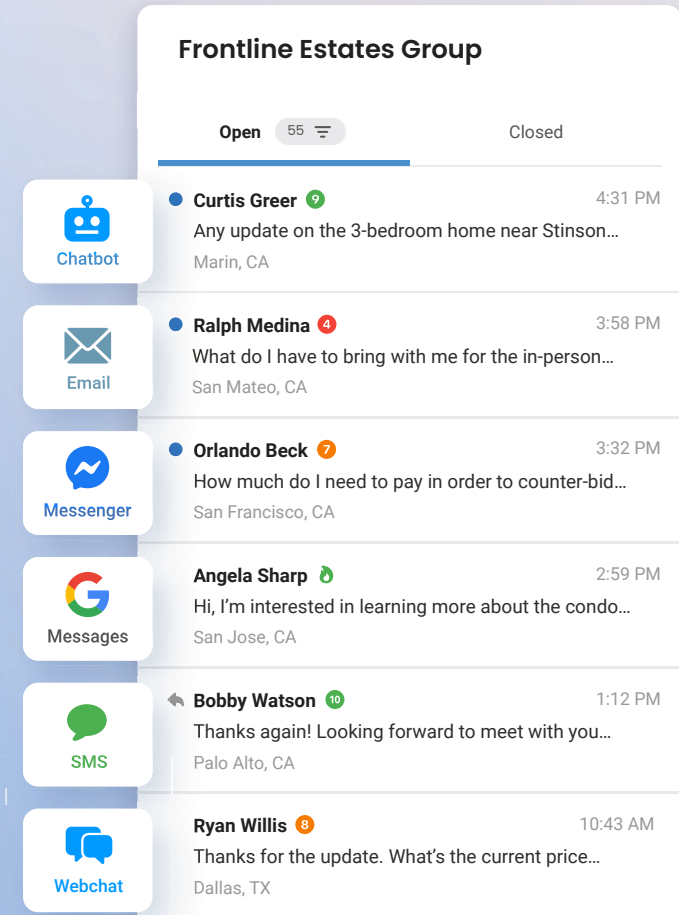 Frontline Estates Group
Open 55
Closed
Chatbot
Curtis Greer 9
4:31 PM
Any update on the 3-bedroom home near Stinson...
Marin, CA
Email
Ralph Medina 4
3:58 PM
What do I have to bring with me for the in-person...
San Mateo, CA
Messenger
Orlando Beck 7
3:32 PM
How much do I need to pay in order to counter-bid...
San Francisco, CA
Messages
Angela Sharp
2:59 PM
Hi, I’m interested in learning more about the condo...
San Jose, CA
SMS
Bobby Watson 10
1:12 PM
Thanks again! Looking forward to meet with you...
Palo Alto, CA
Webchat
Ryan Willis 8
10:43 AM
Thanks for the update. What’s the current price...
Dallas, TX